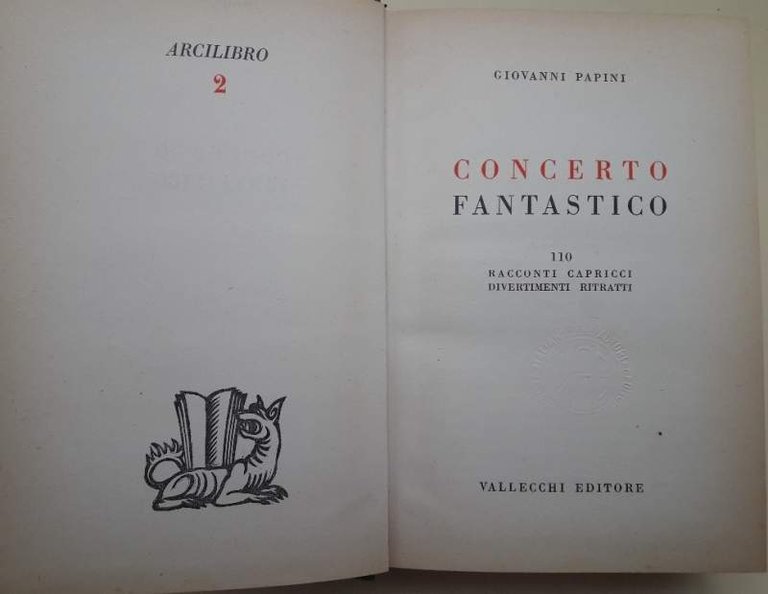 ARCILIBRO
2
GIOVANNI PAPINI
CONCERTO
FANTASTICO
110
RACCONTI CAPRICCI
DIVERTIMENTI RITRATTI
VALLECCHI EDITORE